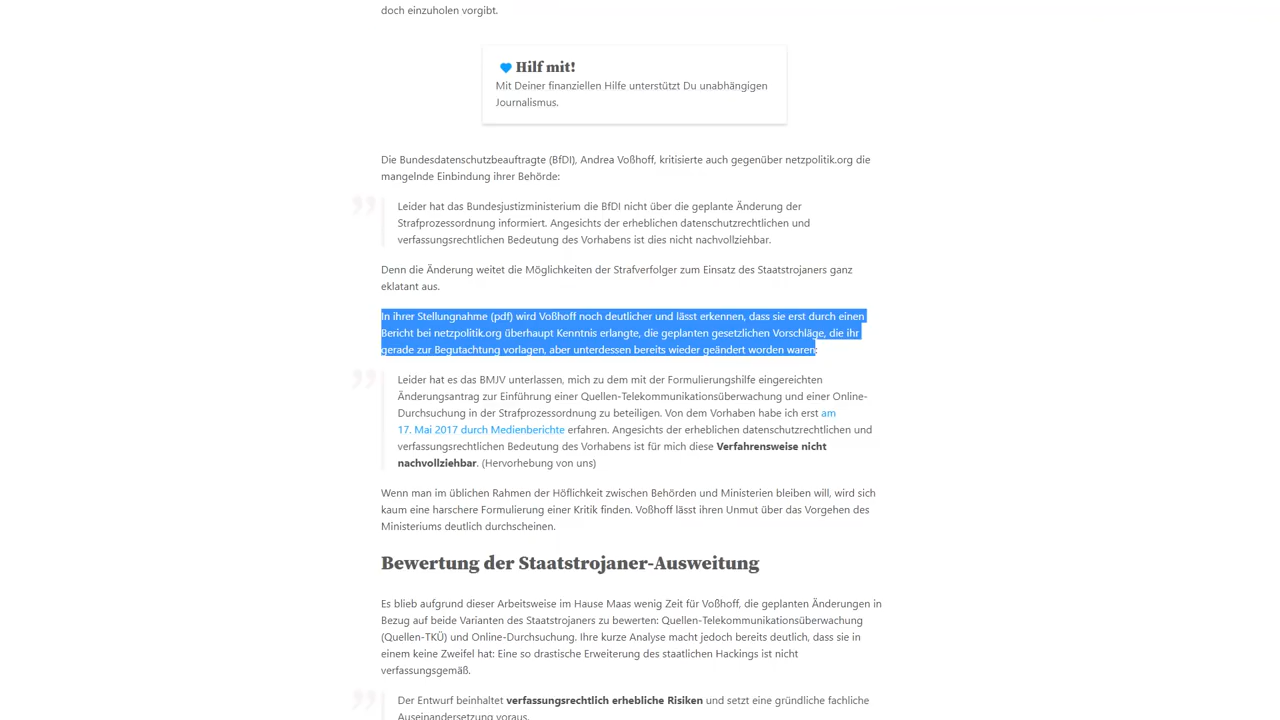 doch einzuholen vorgibt.
Hilf mit!
Mit Deiner finanziellen Hilfe unterstützt Du unabhängigen
Journalismus.
Die Bundesdatenschutzbeauftragte (BfDI), Andrea Voßhoff, kritisierte auch gegenüber netzpolitik.org die
mangelnde Einbindung ihrer Behörde:
Leider hat das Bundesjustizministerium die BfDI nicht über die geplante Änderung der
Strafprozessordnung informiert. Angesichts der erheblichen datenschutzrechtlichen und
verfassungsrechtlichen Bedeutung des Vorhabens ist dies nicht nachvollziehbar.
Denn die Änderung weitet die Möglichkeiten der Strafverfolger zum Einsatz des Staatstrojaners ganz
eklatant aus.
In ihrer Stellungnahme (pdf) wird Voßhoff noch deutlicher und lässt erkennen, dass sie erst durch einen
Bericht bei netzpolitik.org überhaupt Kenntnis erlangte, die geplanten gesetzlichen Vorschläge, die ihr
gerade zur Begutachtung vorlagen, aber unterdessen bereits wieder geändert worden waren:
Leider hat es das BMJV unterlassen, mich zu dem mit der Formulierungshilfe eingereichten
Änderungsantrag zur Einführung einer Quellen-Telekommunikationsüberwachung und einer Online-
Durchsuchung in der Strafprozessordnung zu beteiligen. Von dem Vorhaben habe ich erst am
17. Mai 2017 durch Medienberichte erfahren. Angesichts der erheblichen datenschutzrechtlichen und
verfassungsrechtlichen Bedeutung des Vorhabens ist für mich diese Verfahrensweise nicht
nachvollziehbar. (Hervorhebung von uns)
Wenn man im üblichen Rahmen der Höflichkeit zwischen Behörden und Ministerien bleiben will, wird sich
kaum eine harschere Formulierung einer Kritik finden. Voßhoff lässt ihren Unmut über das Vorgehen des
Ministeriums deutlich durchscheinen.
Bewertung der Staatstrojaner-Ausweitung
Es blieb aufgrund dieser Arbeitsweise im Hause Maas wenig Zeit für Voßhoff, die geplanten Änderungen in
Bezug auf beide Varianten des Staatstrojaners zu bewerten: Quellen-Telekommunikationsüberwachung
(Quellen-TKÜ) und Online-Durchsuchung. Ihre kurze Analyse macht jedoch bereits deutlich, dass sie in
einem keine Zweifel hat: Eine so drastische Erweiterung des staatlichen Hackings ist nicht
verfassungsgemäß.
Der Entwurf beinhaltet verfassungsrechtlich erhebliche Risiken und setzt eine gründliche fachliche
Auseinandersetzung voraus.